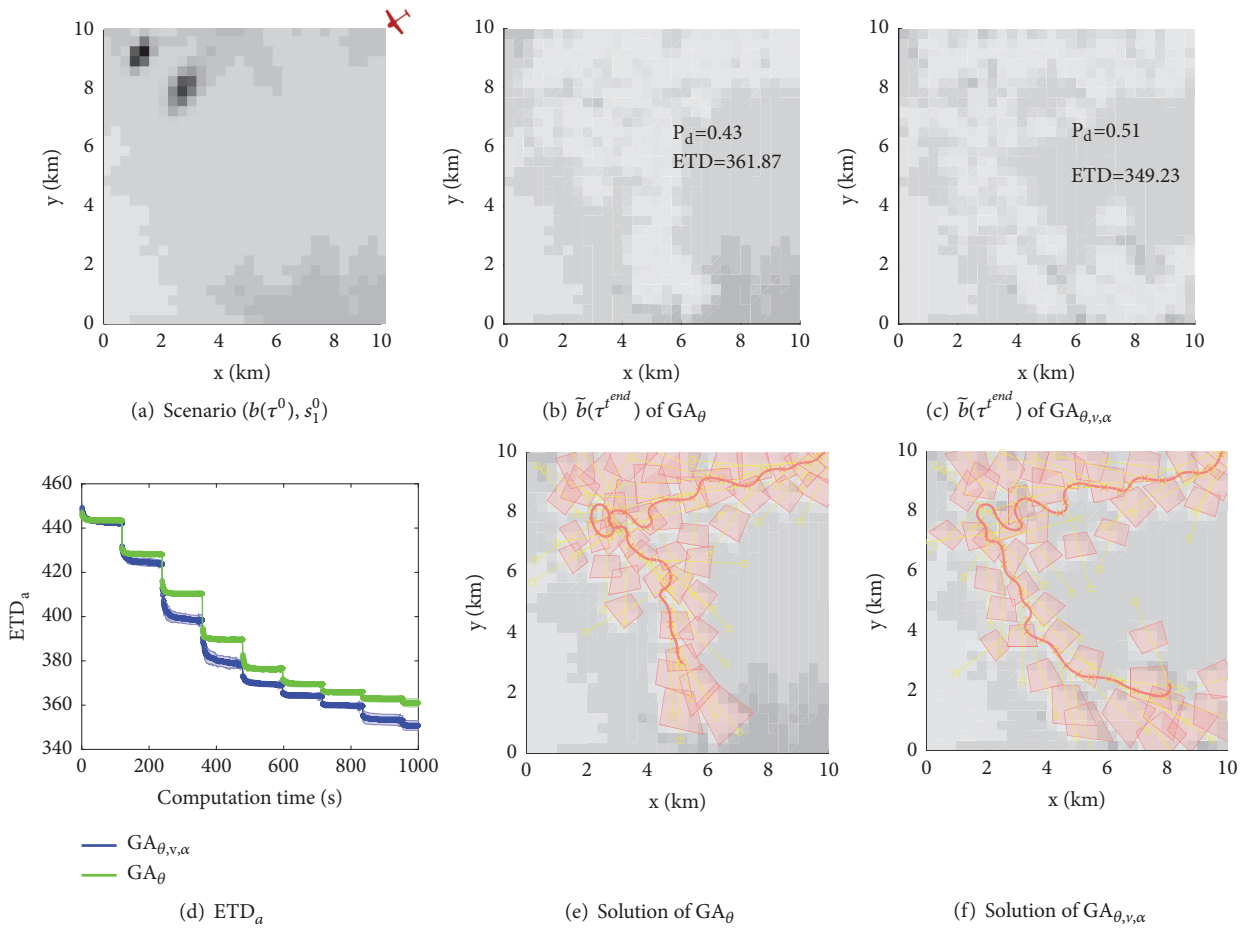 10
8
6
4
2
0
y (km)
0 2 4 6 8 10
x (km)
(a) Scenario (b(τ⁰), s₁⁰)
10
8
6
4
2
0
y (km)
P_d=0.43
ETD=361.87
0 2 4 6 8 10
x (km)
(b) b̃(τ^{t^{end}}) of GA_θ
10
8
6
4
2
0
y (km)
P_d=0.51
ETD=349.23
0 2 4 6 8 10
x (km)
(c) b̃(τ^{t^{end}}) of GA_{θ,v,α}
460
440
420
400
380
360
340
ETD_a
0 200 400 600 800 1000
Computation time (s)
GA_{θ,v,α}
GA_θ
(d) ETD_a
10
8
6
4
2
0
y (km)
0 2 4 6 8 10
x (km)
(e) Solution of GA_θ
10
8
6
4
2
0
y (km)
0 2 4 6 8 10
x (km)
(f) Solution of GA_{θ,v,α}